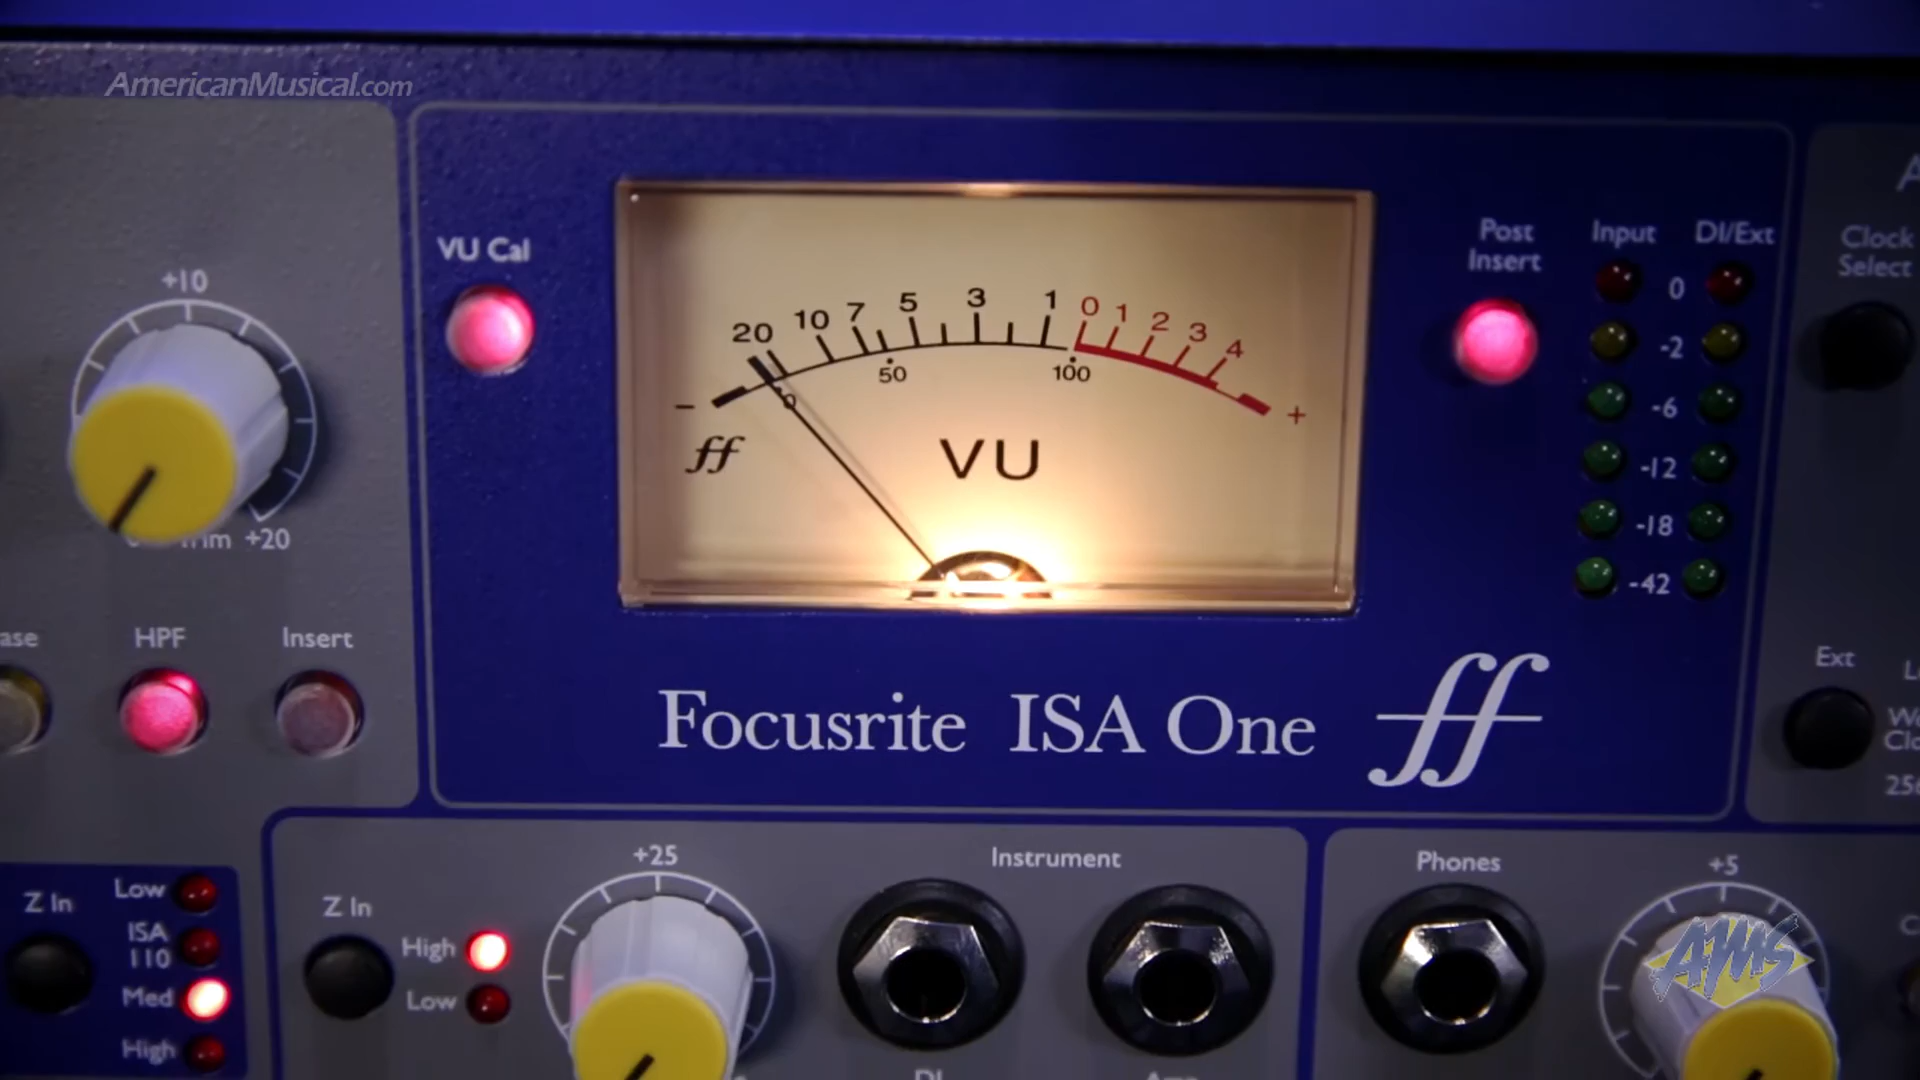 AmericanMusical.com
+10
+20
VU Cal
20 10 7 5 3 1 0 1 2 3 4
0 50 100
- +
ff
VU
Post
Insert
Input DI/Ext
0
-2
-6
-12
-18
-42
Clock
Select
HPF
Insert
Focusrite ISA One ff
Ext
Z In
Low
ISA
110
Med
High
Z In
High
Low
+25
Instrument
Phones
+5
AMS